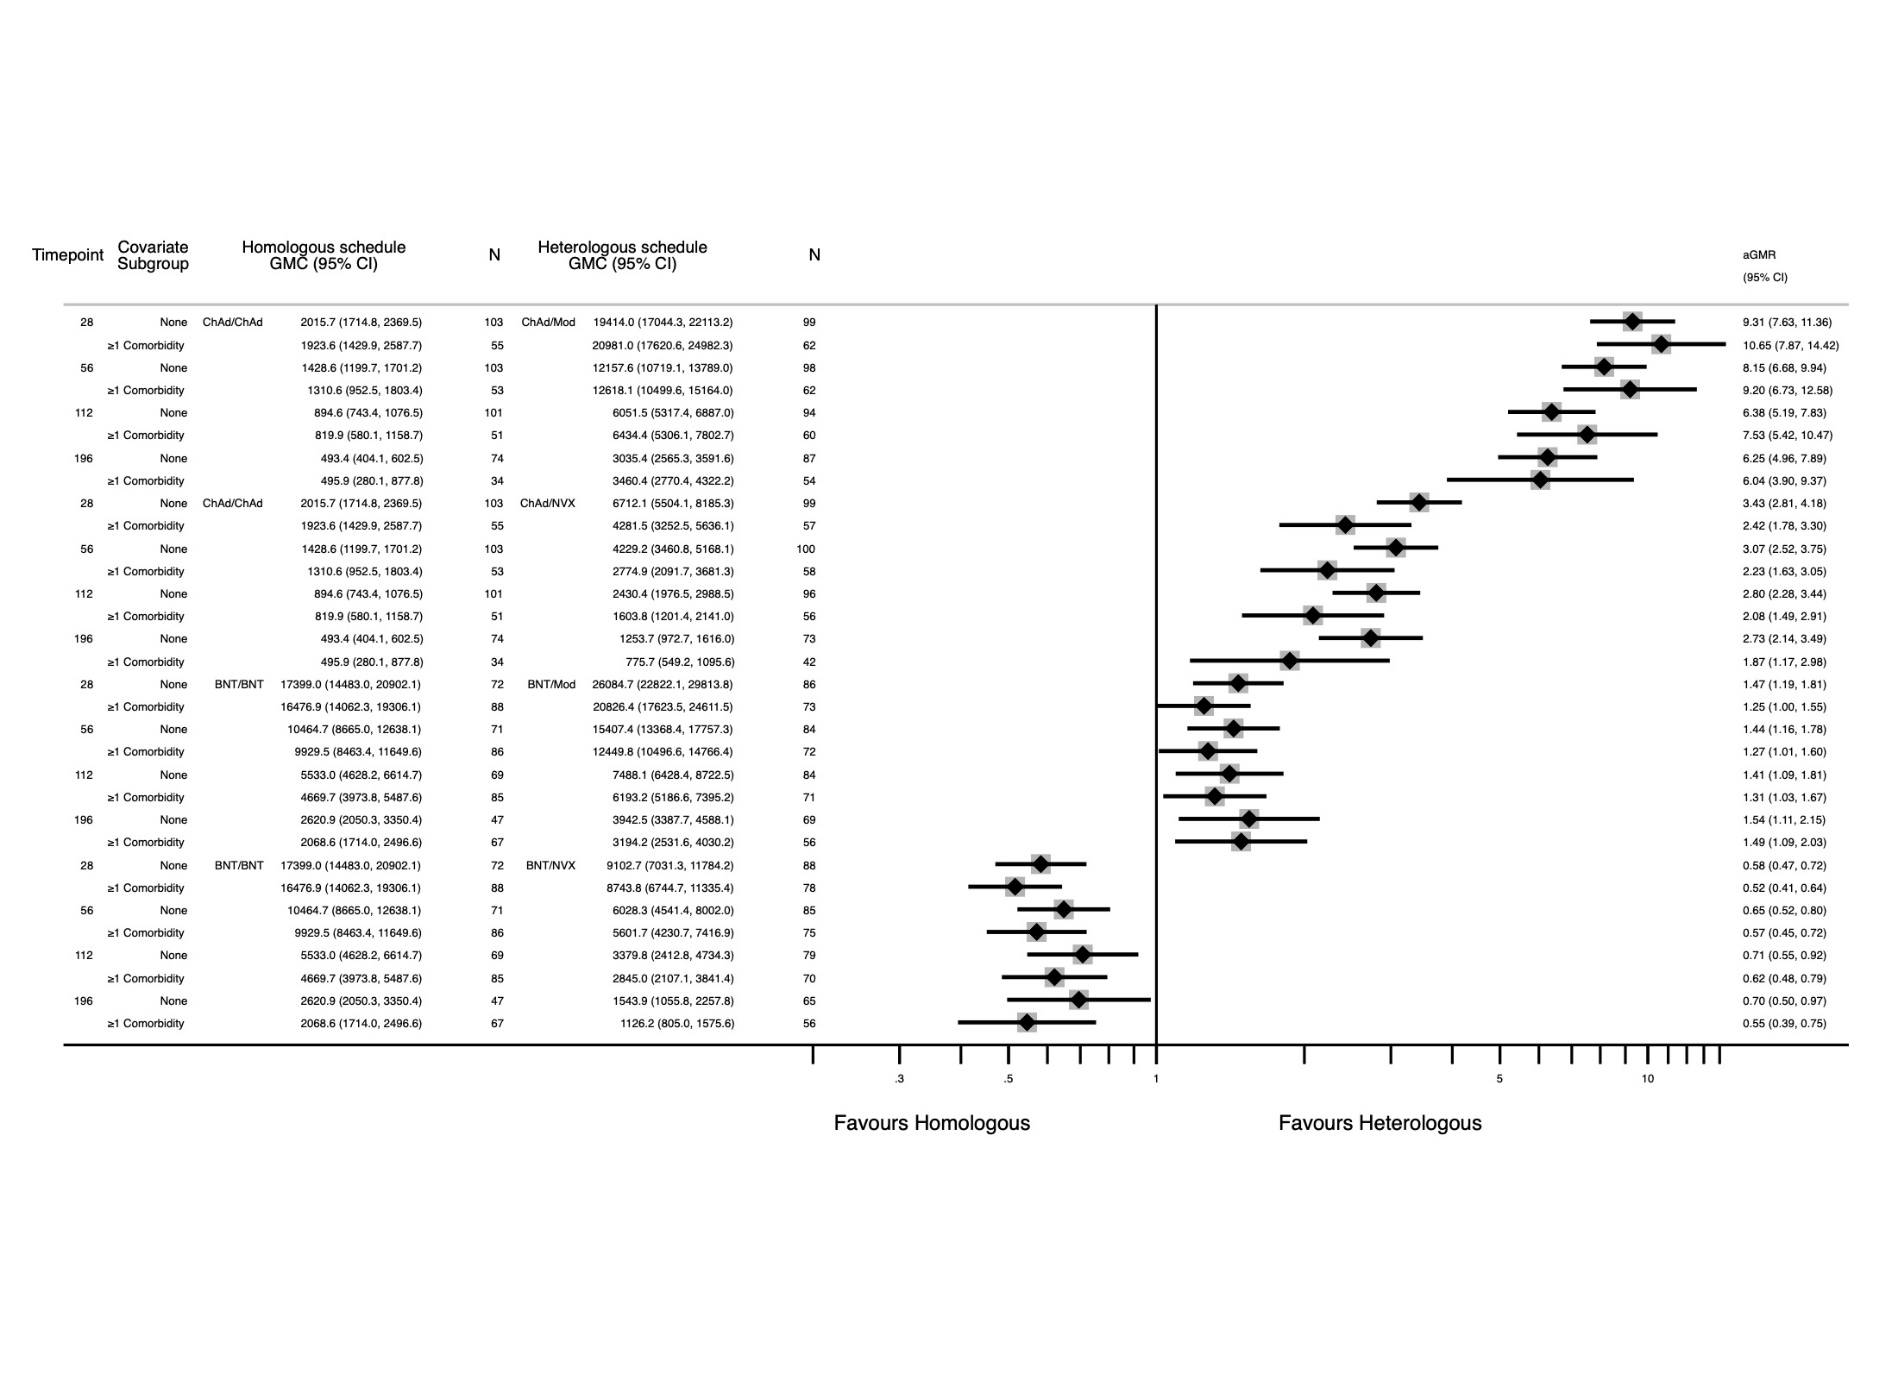 Timepoint Covariate Subgroup Homologous schedule GMC (95% CI) N Heterologous schedule GMC (95% CI) N aGMR (95% CI)
28 None ChAd/ChAd 2015.7 (1714.8, 2369.5) 103 ChAd/Mod 19414.0 (17044.3, 22113.2) 99 9.31 (7.63, 11.36)
≥1 Comorbidity 1923.6 (1429.9, 2587.7) 55 20981.0 (17620.6, 24982.3) 62 10.65 (7.87, 14.42)
56 None 1428.6 (1199.7, 1701.2) 103 12157.6 (10719.1, 13789.0) 98 8.15 (6.68, 9.94)
≥1 Comorbidity 1310.6 (952.5, 1803.4) 53 12618.1 (10499.6, 15164.0) 62 9.20 (6.73, 12.58)
112 None 894.6 (743.4, 1076.5) 101 6051.5 (5317.4, 6887.0) 94 6.38 (5.19, 7.83)
≥1 Comorbidity 819.9 (580.1, 1158.7) 51 6434.4 (5306.1, 7802.7) 60 7.53 (5.42, 10.47)
196 None 493.4 (404.1, 602.5) 74 3035.4 (2565.3, 3591.6) 87 6.25 (4.96, 7.89)
≥1 Comorbidity 495.9 (280.1, 877.8) 34 3460.4 (2770.4, 4322.2) 54 6.04 (3.90, 9.37)
28 None ChAd/ChAd 2015.7 (1714.8, 2369.5) 103 ChAd/NVX 6712.1 (5504.1, 8185.3) 99 3.43 (2.81, 4.18)
≥1 Comorbidity 1923.6 (1429.9, 2587.7) 55 4281.5 (3252.5, 5636.1) 57 2.42 (1.78, 3.30)
56 None 1428.6 (1199.7, 1701.2) 103 4229.2 (3460.8, 5168.1) 100 3.07 (2.52, 3.75)
≥1 Comorbidity 1310.6 (952.5, 1803.4) 53 2774.9 (2091.7, 3681.3) 58 2.23 (1.63, 3.05)
112 None 894.6 (743.4, 1076.5) 101 2430.4 (1976.5, 2988.5) 96 2.80 (2.28, 3.44)
≥1 Comorbidity 819.9 (580.1, 1158.7) 51 1603.8 (1201.4, 2141.0) 56 2.08 (1.49, 2.91)
196 None 493.4 (404.1, 602.5) 74 1253.7 (972.7, 1616.0) 73 2.73 (2.14, 3.49)
≥1 Comorbidity 495.9 (280.1, 877.8) 34 775.7 (549.2, 1095.6) 42 1.87 (1.17, 2.98)
28 None BNT/BNT 17399.0 (14483.0, 20902.1) 72 BNT/Mod 26084.7 (22822.1, 29813.8) 86 1.47 (1.19, 1.81)
≥1 Comorbidity 16476.9 (14062.3, 19306.1) 88 20826.4 (17623.5, 24611.5) 73 1.25 (1.00, 1.55)
56 None 10464.7 (8665.0, 12638.1) 71 15407.4 (13368.4, 17757.3) 84 1.44 (1.16, 1.78)
≥1 Comorbidity 9929.5 (8463.4, 11649.6) 86 12449.8 (10496.6, 14766.4) 72 1.27 (1.01, 1.60)
112 None 5533.0 (4628.2, 6614.7) 69 7488.1 (6428.4, 8722.5) 84 1.41 (1.09, 1.81)
≥1 Comorbidity 4669.7 (3973.8, 5487.6) 85 6193.2 (5186.6, 7395.2) 71 1.31 (1.03, 1.67)
196 None 2620.9 (2050.3, 3350.4) 47 3942.5 (3387.7, 4588.1) 69 1.54 (1.11, 2.15)
≥1 Comorbidity 2068.6 (1714.0, 2496.6) 67 3194.2 (2531.6, 4030.2) 56 1.49 (1.09, 2.03)
28 None BNT/BNT 17399.0 (14483.0, 20902.1) 72 BNT/NVX 9102.7 (7031.3, 11784.2) 88 0.58 (0.47, 0.72)
≥1 Comorbidity 16476.9 (14062.3, 19306.1) 88 8743.8 (6744.7, 11335.4) 78 0.52 (0.41, 0.64)
56 None 10464.7 (8665.0, 12638.1) 71 6028.3 (4541.4, 8002.0) 85 0.65 (0.52, 0.80)
≥1 Comorbidity 9929.5 (8463.4, 11649.6) 86 5601.7 (4230.7, 7416.9) 75 0.57 (0.45, 0.72)
112 None 5533.0 (4628.2, 6614.7) 69 3379.8 (2412.8, 4734.3) 79 0.71 (0.55, 0.92)
≥1 Comorbidity 4669.7 (3973.8, 5487.6) 85 2845.0 (2107.1, 3841.4) 70 0.62 (0.48, 0.79)
196 None 2620.9 (2050.3, 3350.4) 47 1543.9 (1055.8, 2257.8) 65 0.70 (0.50, 0.97)
≥1 Comorbidity 2068.6 (1714.0, 2496.6) 67 1126.2 (805.0, 1575.6) 56 0.55 (0.39, 0.75)
.3 .5 1 5 10
Favours Homologous Favours Heterologous